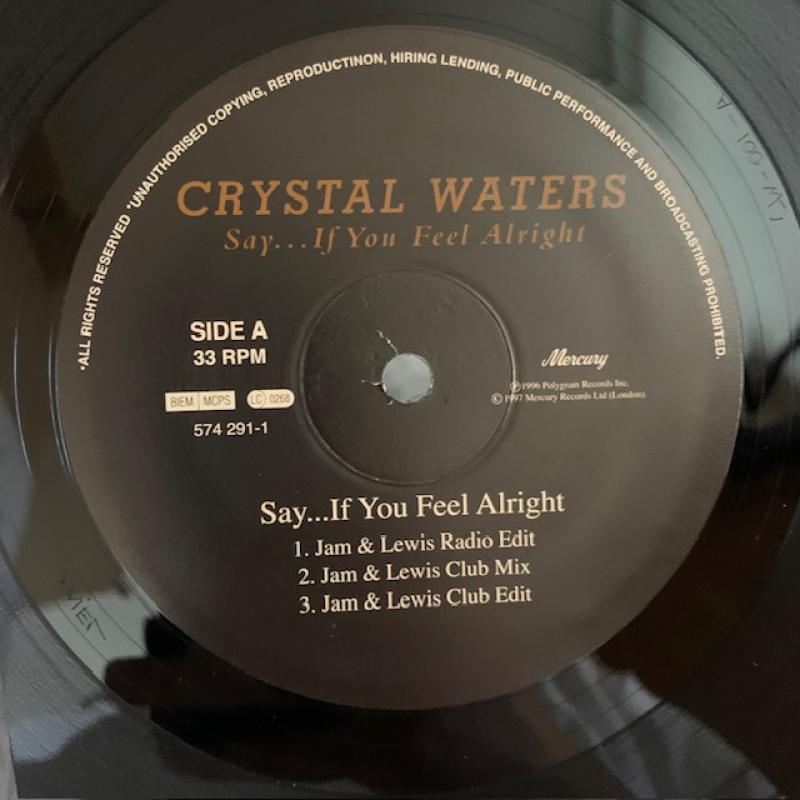 *ALL RIGHTS RESERVED *UNAUTHORISED COPYING, REPRODUCTINON, HIRING LENDING, PUBLIC PERFORMANCE AND BROADCASTING PROHIBITED.
CRYSTAL WATERS
Say...If You Feel Alright
SIDE A
33 RPM
Mercury
Ⓟ1996 Polygram Records Inc.
©1997 Mercury Records Ltd (London).
BIEM MCPS LC 0268
574 291-1
Say...If You Feel Alright
1. Jam & Lewis Radio Edit
2. Jam & Lewis Club Mix
3. Jam & Lewis Club Edit